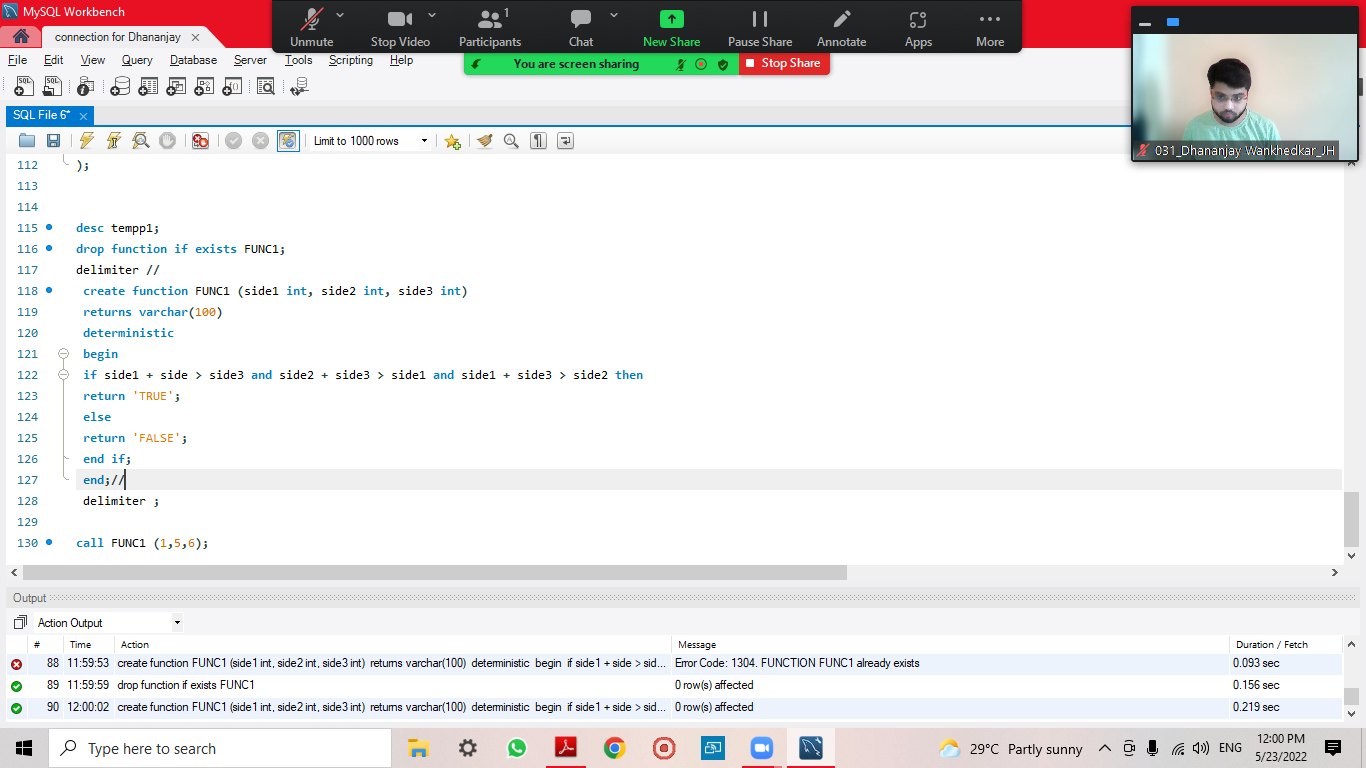 MySQL Workbench
connection for Dhananjay
File Edit View Query Database Server Tools Scripting Help
Unmute Stop Video Participants 1 Chat New Share Pause Share Annotate Apps More
You are screen sharing Stop Share
031_Dhananjay Wankhedkar_JH
SQL File 6*
Limit to 1000 rows
112 );
113
114
115 desc tempp1;
116 drop function if exists FUNC1;
117 delimiter //
118 create function FUNC1 (side1 int, side2 int, side3 int)
119 returns varchar(100)
120 deterministic
121 begin
122 if side1 + side > side3 and side2 + side3 > side1 and side1 + side3 > side2 then
123 return 'TRUE';
124 else
125 return 'FALSE';
126 end if;
127 end;//
128 delimiter ;
129
130 call FUNC1 (1,5,6);
Output
Action Output
# Time Action Message Duration / Fetch
88 11:59:53 create function FUNC1 (side1 int, side2 int, side3 int) returns varchar(100) deterministic begin if side1 + side > sid... Error Code: 1304. FUNCTION FUNC1 already exists 0.093 sec
89 11:59:59 drop function if exists FUNC1 0 row(s) affected 0.156 sec
90 12:00:02 create function FUNC1 (side1 int, side2 int, side3 int) returns varchar(100) deterministic begin if side1 + side > sid... 0 row(s) affected 0.219 sec
Type here to search
29°C Partly sunny
ENG
12:00 PM
5/23/2022